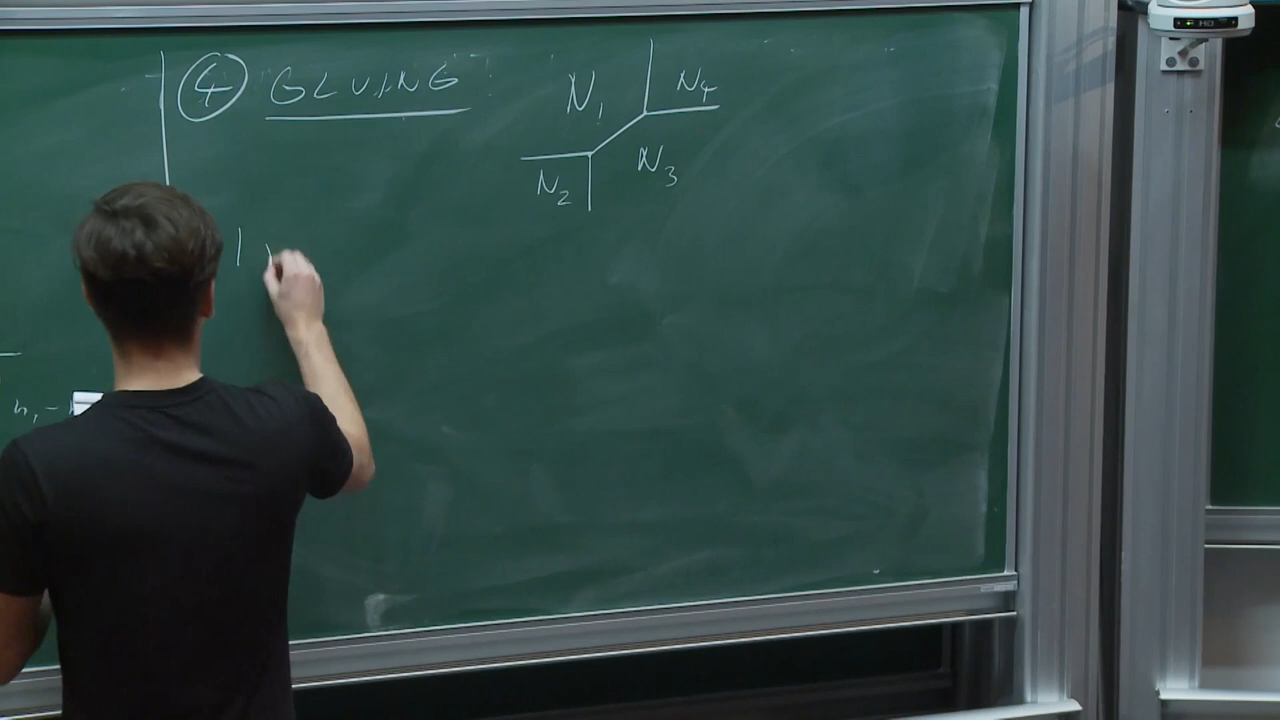 ④ GLUING
N₁ N₄
N₂ N₃
n, -